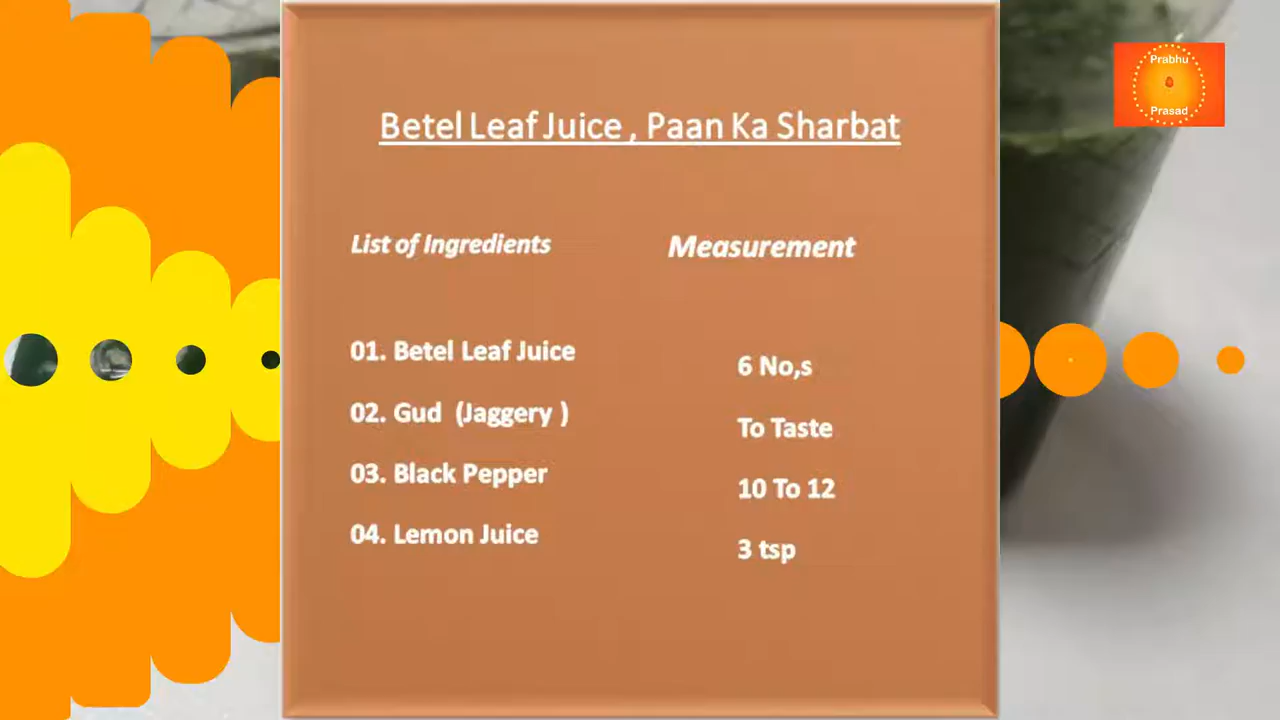 Prabhu
Prasad
Betel Leaf Juice , Paan Ka Sharbat
List of Ingredients Measurement
01. Betel Leaf Juice 6 No,s
02. Gud (Jaggery ) To Taste
03. Black Pepper 10 To 12
04. Lemon Juice 3 tsp